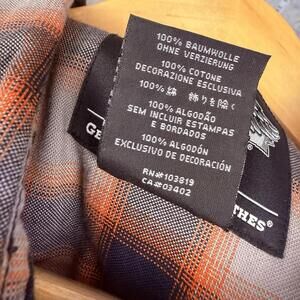 100% BAUMWOLLE
OHNE VERZIERUNG
100% COTONE
DECORAZIONE ESCLUSIVA
100% 綿 飾りを除く
100% ALGODÃO
SEM INCLUIR ESTAMPAS
E BORDADOS
100% ALGODÓN
EXCLUSIVO DE DECORACIÓN
RN#103819
CA#03402
THES®